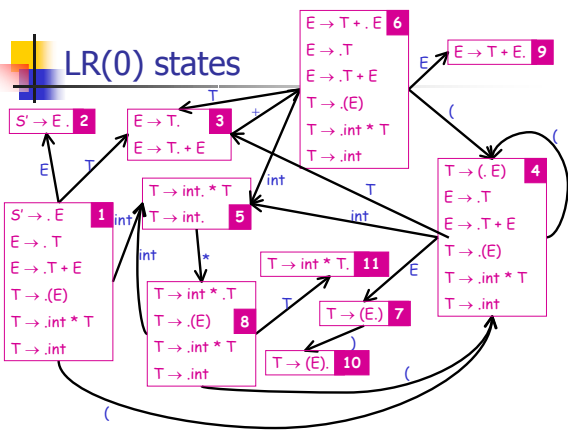 LR(0) states
E → T + . E 6
E → .T
E → .T + E
T → .(E)
T → .int * T
T → .int
E → T + E. 9
E
(
(
T
+
S' → E . 2
E → T. 3
E → T. + E
E
T
int
T
int
T → (. E) 4
E → .T
E → .T + E
T → .(E)
T → .int * T
T → .int
T → int. * T
T → int. 5
S' → . E 1
E → . T
E → .T + E
T → .(E)
T → .int * T
T → .int
int
int
*
E
T → int * T. 11
T
T → int * .T
T → .(E) 8
T → .int * T
T → .int
T → (E.) 7
)
T → (E). 10
(
(